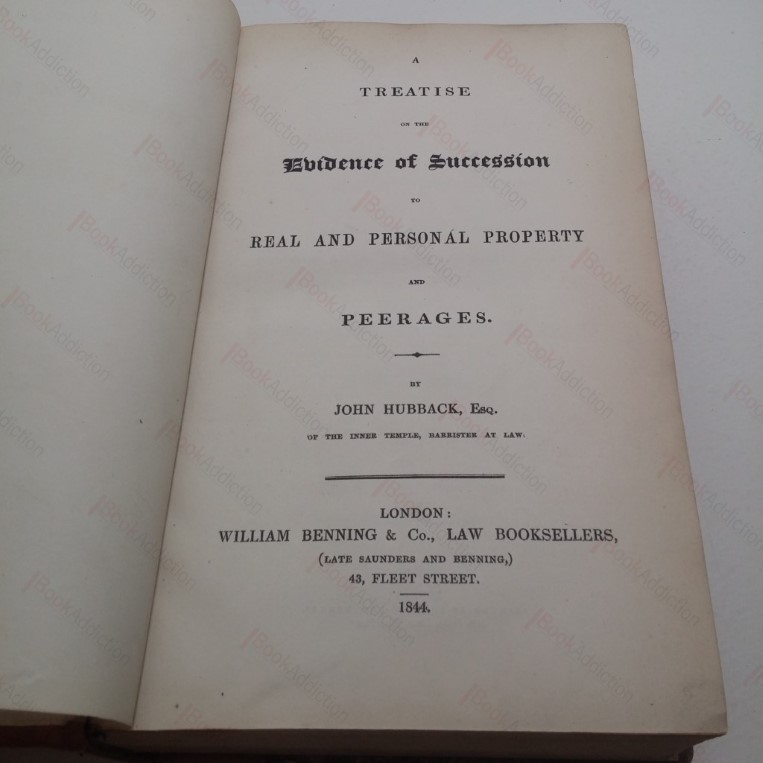 A
TREATISE
ON THE
Evidence of Succession
TO
REAL AND PERSONAL PROPERTY
AND
PEERAGES.
BY
JOHN HUBBACK, Esq.
OF THE INNER TEMPLE, BARRISTER AT LAW.
LONDON:
WILLIAM BENNING & Co., LAW BOOKSELLERS,
(LATE SAUNDERS AND BENNING,)
43, FLEET STREET.
1844.
BookAddiction